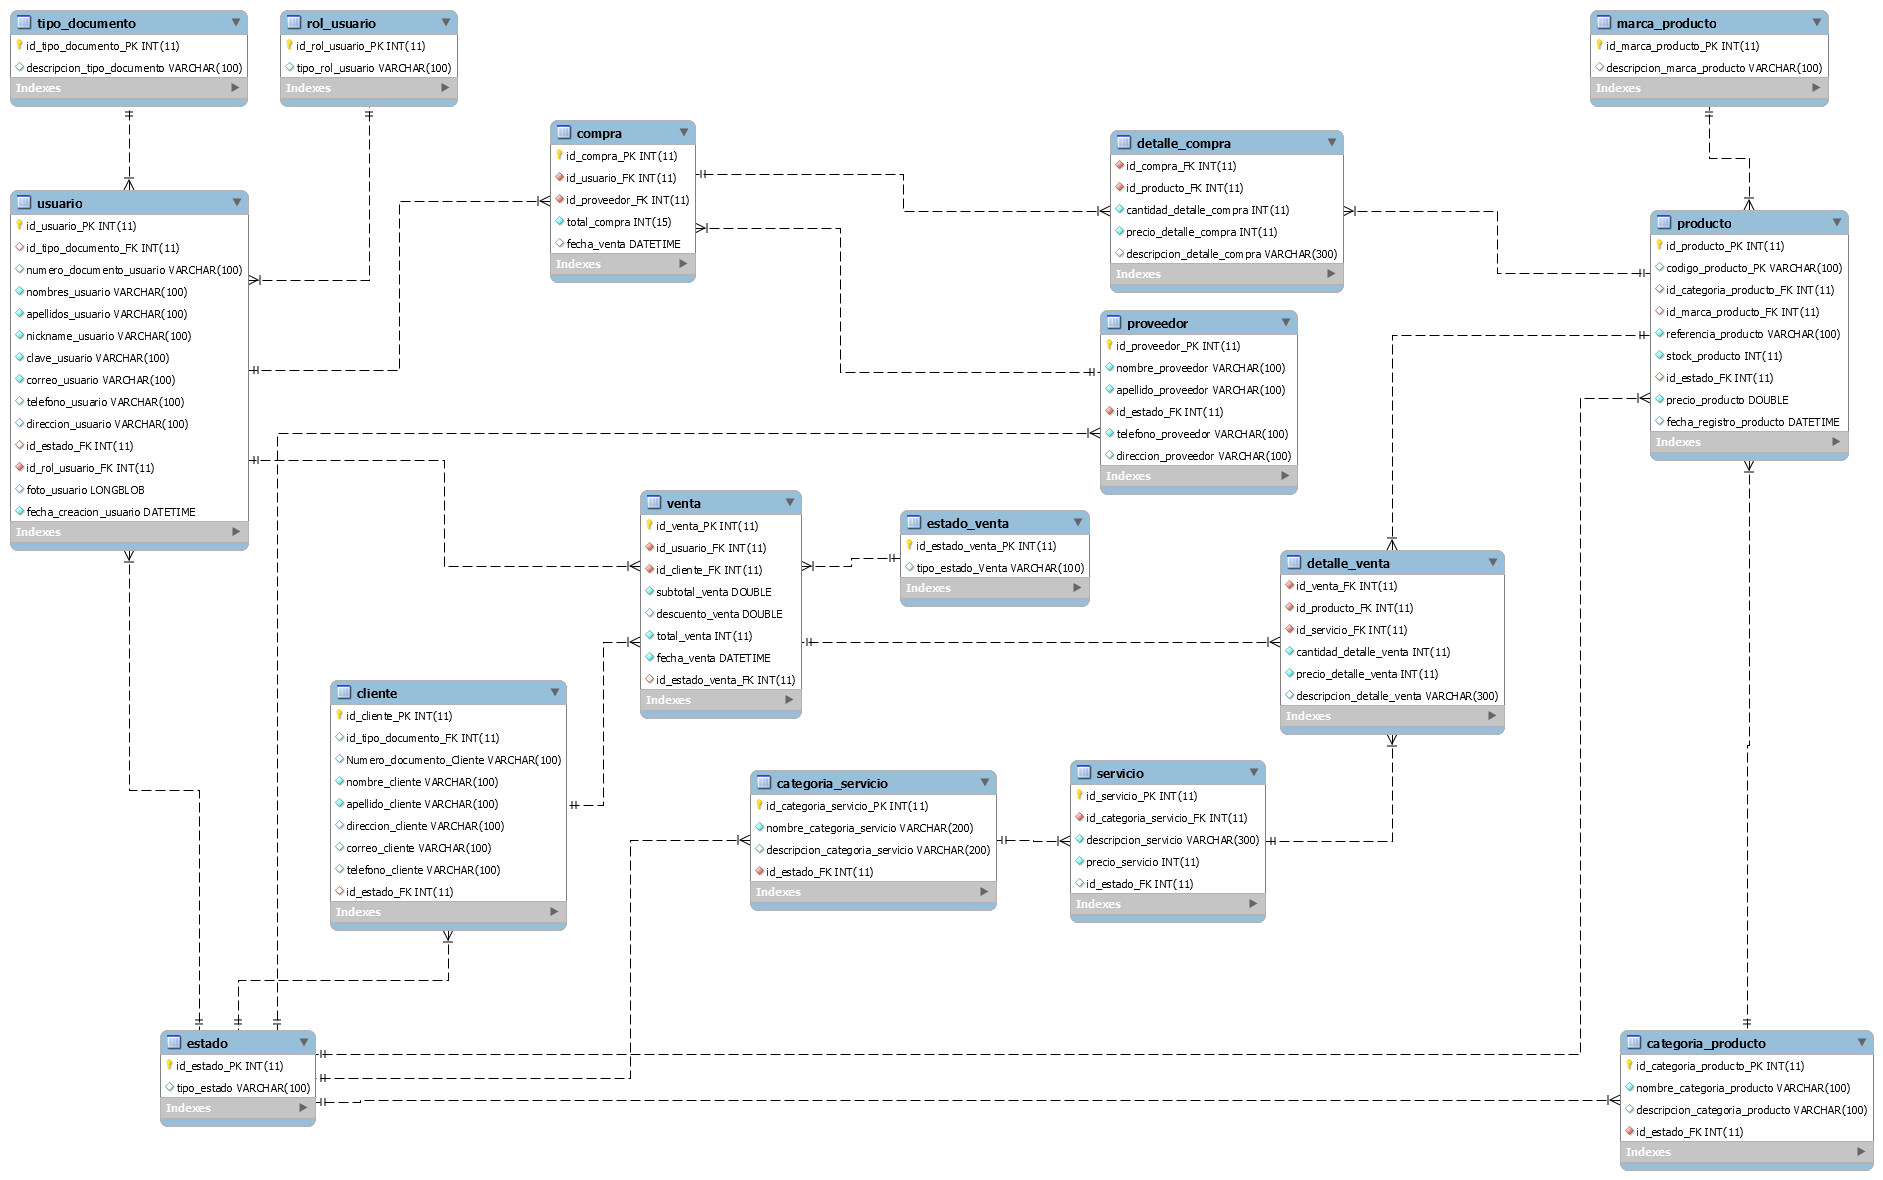 tipo_documento
id_tipo_documento_PK INT(11)
descripcion_tipo_documento VARCHAR(100)
Indexes
rol_usuario
id_rol_usuario_PK INT(11)
tipo_rol_usuario VARCHAR(100)
Indexes
marca_producto
id_marca_producto_PK INT(11)
descripcion_marca_producto VARCHAR(100)
Indexes
compra
id_compra_PK INT(11)
id_usuario_FK INT(11)
id_proveedor_FK INT(11)
total_compra INT(15)
fecha_venta DATETIME
Indexes
detalle_compra
id_compra_FK INT(11)
id_producto_FK INT(11)
cantidad_detalle_compra INT(11)
precio_detalle_compra INT(11)
descripcion_detalle_compra VARCHAR(300)
Indexes
usuario
id_usuario_PK INT(11)
id_tipo_documento_FK INT(11)
numero_documento_usuario VARCHAR(100)
nombres_usuario VARCHAR(100)
apellidos_usuario VARCHAR(100)
nickname_usuario VARCHAR(100)
clave_usuario VARCHAR(100)
correo_usuario VARCHAR(100)
telefono_usuario VARCHAR(100)
direccion_usuario VARCHAR(100)
id_estado_FK INT(11)
id_rol_usuario_FK INT(11)
foto_usuario LONGBLOB
fecha_creacion_usuario DATETIME
Indexes
producto
id_producto_PK INT(11)
codigo_producto_PK VARCHAR(100)
id_categoria_producto_FK INT(11)
id_marca_producto_FK INT(11)
referencia_producto VARCHAR(100)
stock_producto INT(11)
id_estado_FK INT(11)
precio_producto DOUBLE
fecha_registro_producto DATETIME
Indexes
proveedor
id_proveedor_PK INT(11)
nombre_proveedor VARCHAR(100)
apellido_proveedor VARCHAR(100)
id_estado_FK INT(11)
telefono_proveedor VARCHAR(100)
direccion_proveedor VARCHAR(100)
Indexes
venta
id_venta_PK INT(11)
id_usuario_FK INT(11)
id_cliente_FK INT(11)
subtotal_venta DOUBLE
descuento_venta DOUBLE
total_venta INT(11)
fecha_venta DATETIME
id_estado_venta_FK INT(11)
Indexes
estado_venta
id_estado_venta_PK INT(11)
tipo_estado_Venta VARCHAR(100)
Indexes
detalle_venta
id_venta_FK INT(11)
id_producto_FK INT(11)
id_servicio_FK INT(11)
cantidad_detalle_venta INT(11)
precio_detalle_venta INT(11)
descripcion_detalle_venta VARCHAR(300)
Indexes
cliente
id_cliente_PK INT(11)
id_tipo_documento_FK INT(11)
Numero_documento_Cliente VARCHAR(100)
nombre_cliente VARCHAR(100)
apellido_cliente VARCHAR(100)
direccion_cliente VARCHAR(100)
correo_cliente VARCHAR(100)
telefono_cliente VARCHAR(100)
id_estado_FK INT(11)
Indexes
categoria_servicio
id_categoria_servicio_PK INT(11)
nombre_categoria_servicio VARCHAR(200)
descripcion_categoria_servicio VARCHAR(200)
id_estado_FK INT(11)
Indexes
servicio
id_servicio_PK INT(11)
id_categoria_servicio_FK INT(11)
descripcion_servicio VARCHAR(300)
precio_servicio INT(11)
id_estado_FK INT(11)
Indexes
estado
id_estado_PK INT(11)
tipo_estado VARCHAR(100)
Indexes
categoria_producto
id_categoria_producto_PK INT(11)
nombre_categoria_producto VARCHAR(100)
descripcion_categoria_producto VARCHAR(100)
id_estado_FK INT(11)
Indexes